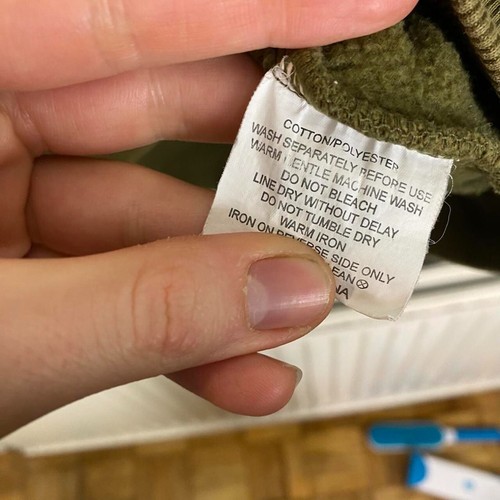 COTTON/POLYESTER
WASH SEPARATELY BEFORE USE
WARM GENTLE MACHINE WASH
DO NOT BLEACH
LINE DRY WITHOUT DELAY
DO NOT TUMBLE DRY
WARM IRON
IRON ON REVERSE SIDE ONLY